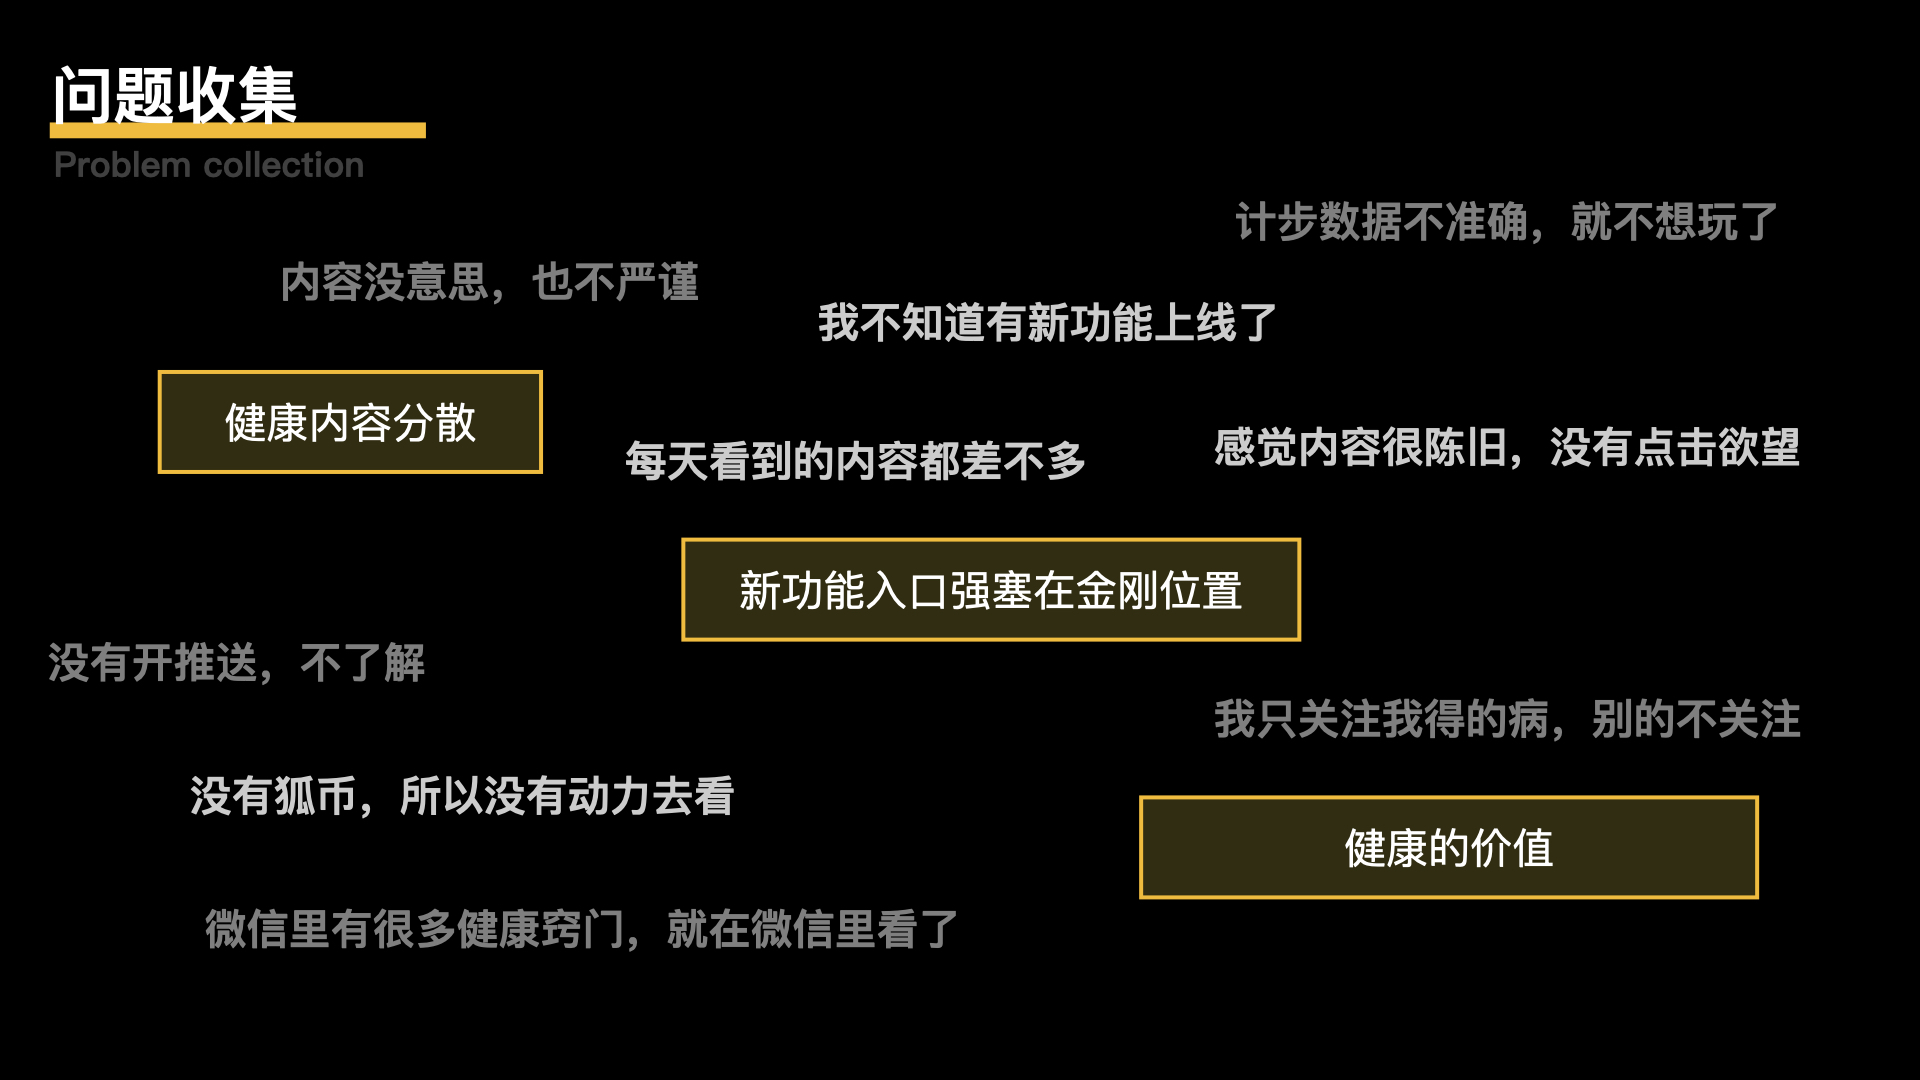 问题收集
Problem collection
计步数据不准确，就不想玩了
内容没意思，也不严谨
我不知道有新功能上线了
健康内容分散
每天看到的内容都差不多
感觉内容很陈旧，没有点击欲望
新功能入口强塞在金刚位置
没有开推送，不了解
我只关注我得的病，别的不关注
没有狐币，所以没有动力去看
健康的价值
微信里有很多健康窍门，就在微信里看了